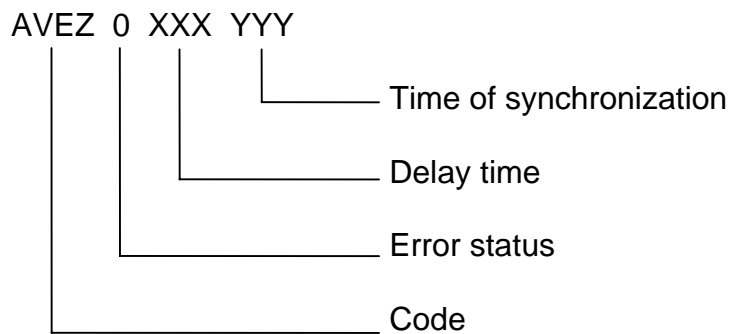 AVEZ 0 XXX YYY
Time of synchronization
Delay time
Error status
Code